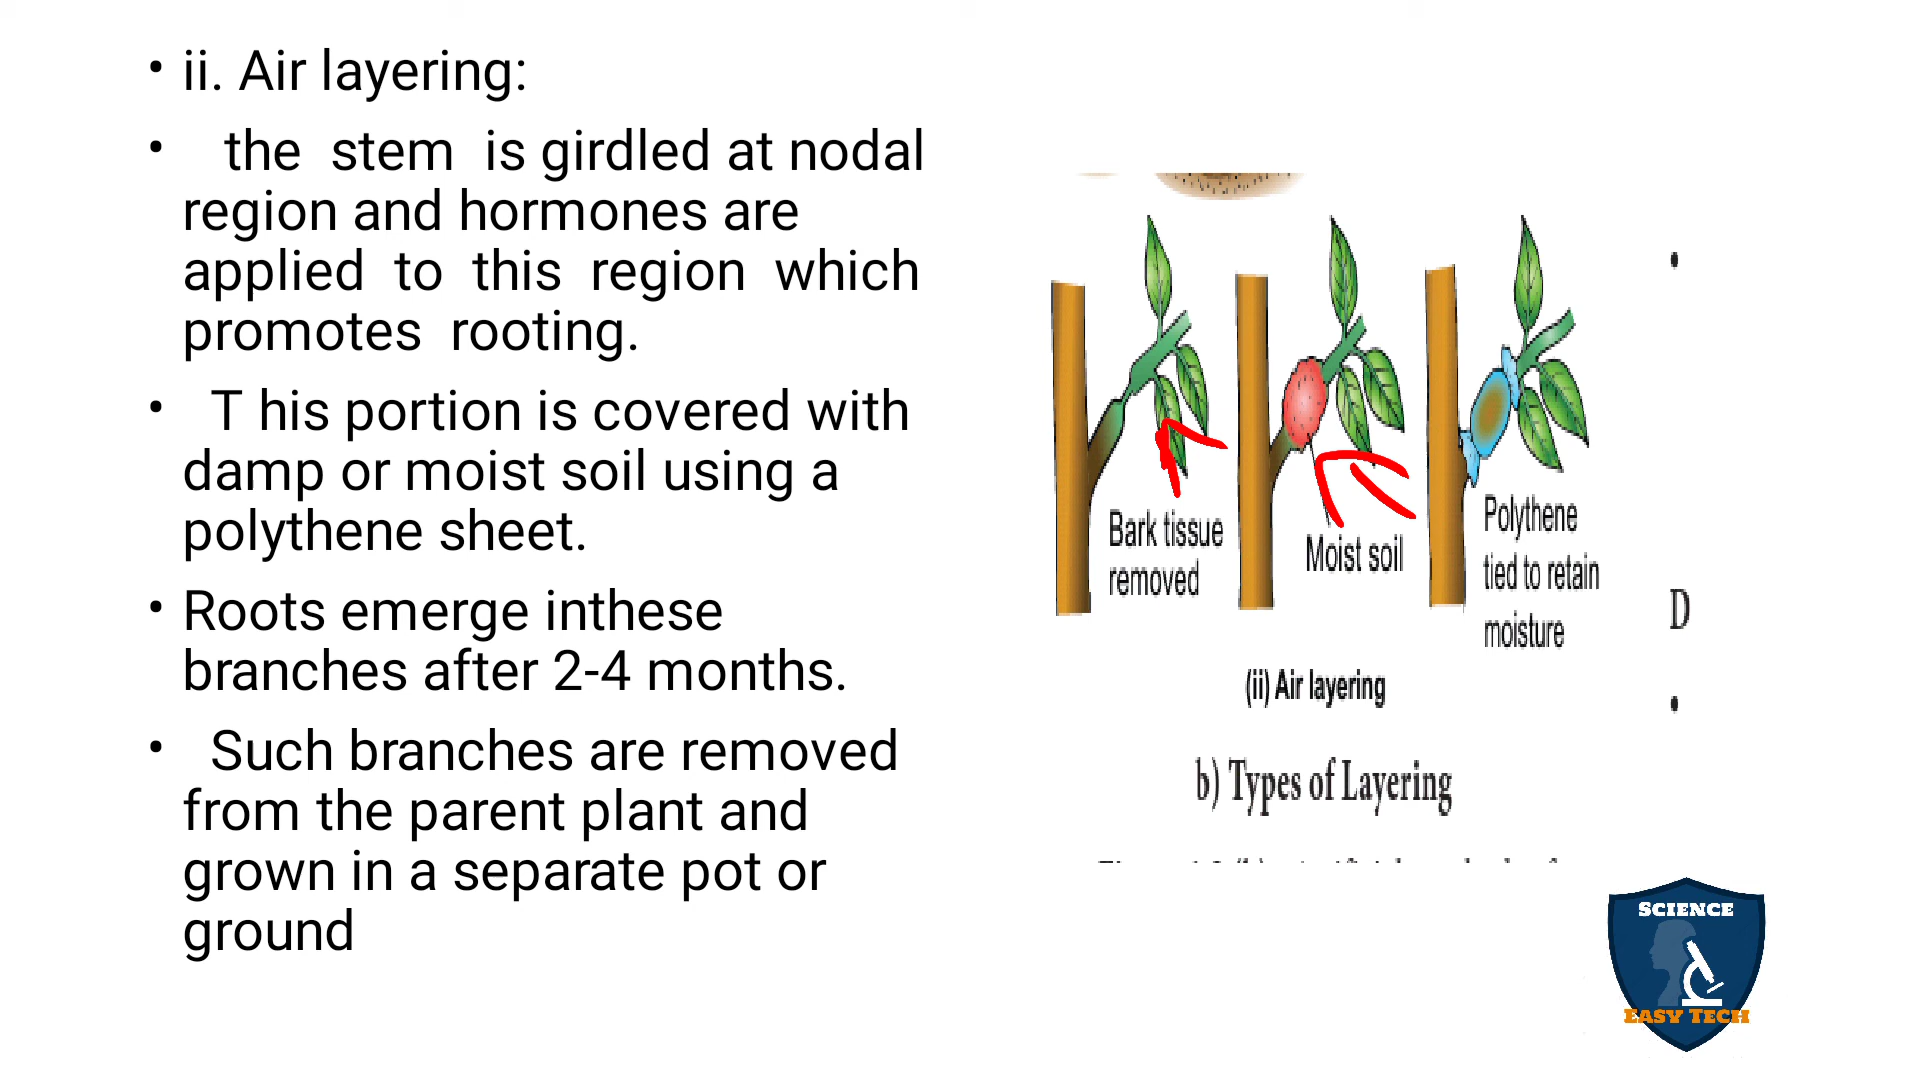 • ii. Air layering:
• the stem is girdled at nodal
region and hormones are
applied to this region which
promotes rooting.
• T his portion is covered with
damp or moist soil using a
polythene sheet.
• Roots emerge inthese
branches after 2-4 months.
• Such branches are removed
from the parent plant and
grown in a separate pot or
ground
Bark tissue
removed
Moist soil
Polythene
tied to retain
moisture
(ii) Air layering
b) Types of Layering
•
D
•
SCIENCE
EASY TECH